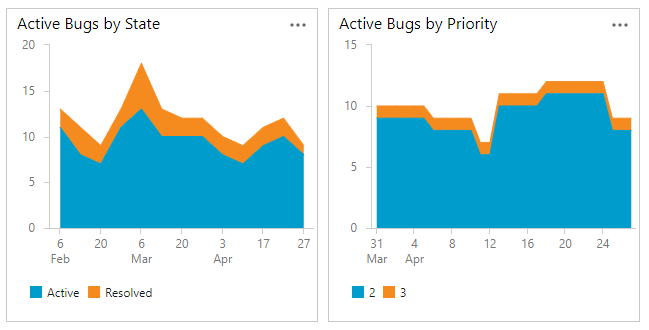 Active Bugs by State
20
15
10
5
0
6 20 6 20 3 17 27
Feb Mar Apr
Active Resolved
Active Bugs by Priority
15
10
5
0
31 4 8 12 16 20 24
Mar Apr
2 3